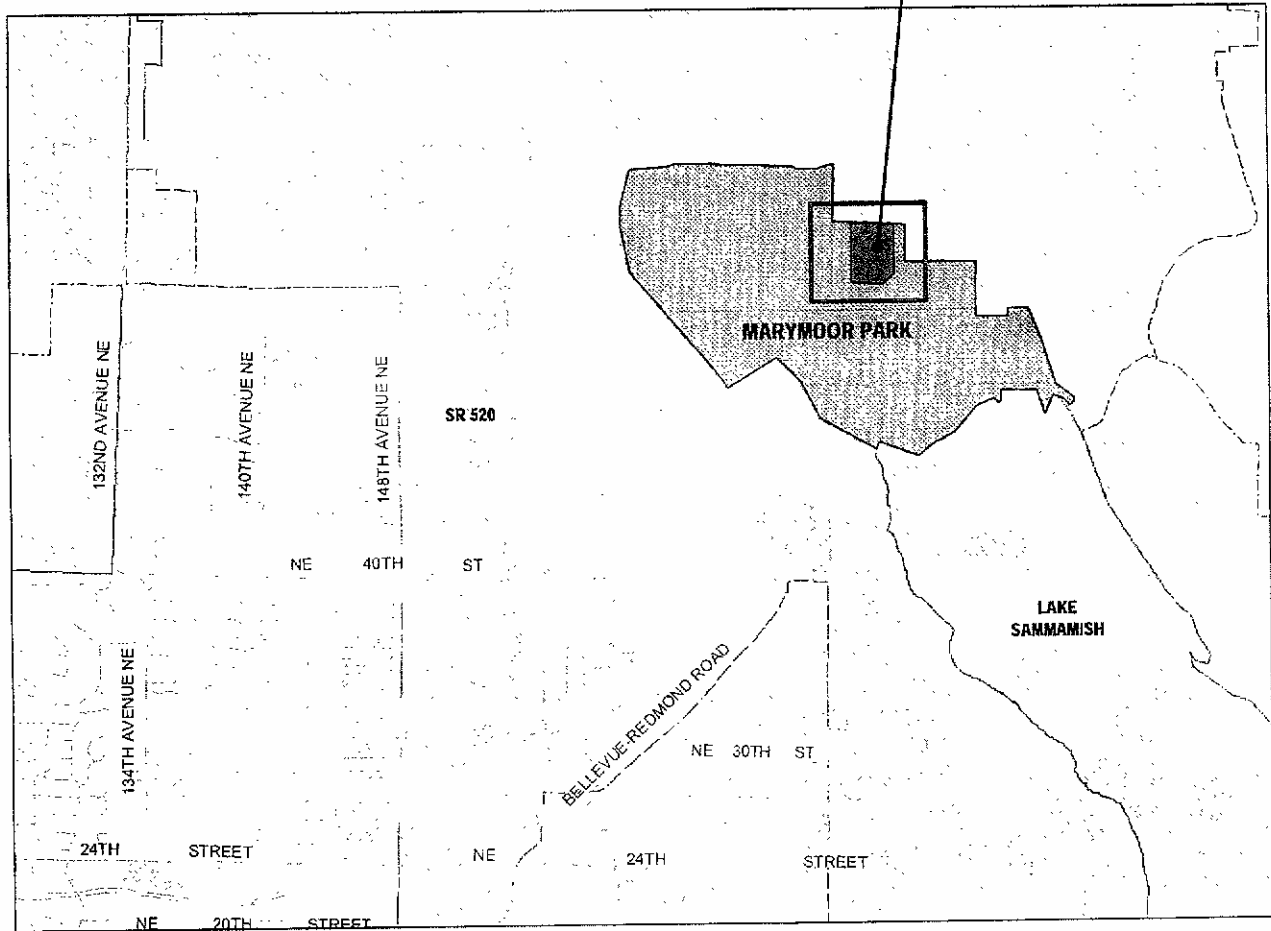 MARYMOOR PARK
132ND AVENUE NE
140TH AVENUE NE
148TH AVENUE NE
SR 520
NE 40TH ST
LAKE
SAMMAMISH
134TH AVENUE NE
BELLEVUE-REDMOND ROAD
NE 30TH ST
24TH STREET
NE 24TH STREET
NE 20TH STREET